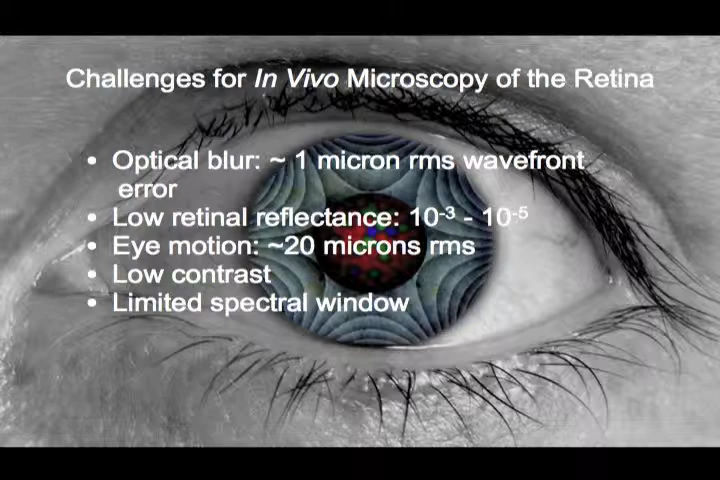 Challenges for In Vivo Microscopy of the Retina
• Optical blur: ~ 1 micron rms wavefront
error
• Low retinal reflectance: 10⁻³ - 10⁻⁵
• Eye motion: ~20 microns rms
• Low contrast
• Limited spectral window